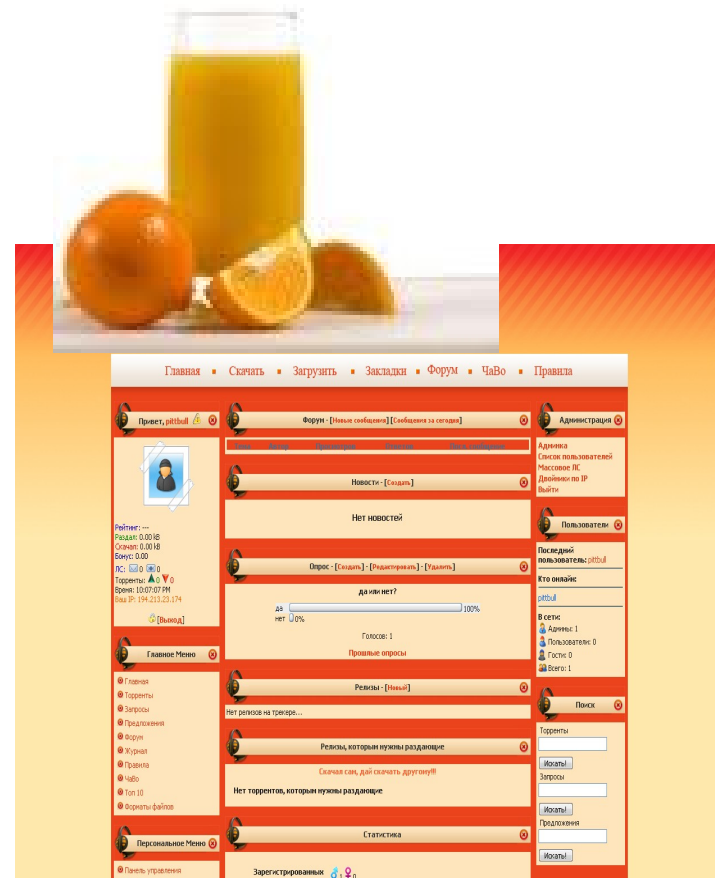 Главная Скачать Загрузить Закладки Форум ЧаВо Правила
Привет, pittbull
Рейтинг: ---
Раздал: 0.00 kB
Скачал: 0.00 kB
Бонус: 0.00
ЛС: 0 0
Торренты: 0 0
Время: 10:07:07 PM
Ваш IP: 194.213.23.174
[Выход]
Главное Меню
Главная
Торренты
Запросы
Предложения
Форум
Журнал
Правила
ЧаВо
Топ 10
Форматы файлов
Персональное Меню
Панель управления
Форум - [Новые сообщения] [Сообщения за сегодня]
Новости - [Создать]
Нет новостей
Опрос - [Создать] - [Редактировать] - [Удалить]
да или нет?
да 100%
нет 0%
Голосов: 1
Прошлые опросы
Релизы - [Новый]
Нет релизов на трекере...
Релизы, которым нужны раздающие
Скачал сам, дай скачать другому!!!
Нет торрентов, которым нужны раздающие
Статистика
Зарегистрированных 1 0
Администрация
Админка
Список пользователей
Массовое ЛС
Двойники по IP
Выйти
Пользователи
Последний
пользователь: pittbull
Кто онлайн:
pittbull
В сети:
Админы: 1
Пользователи: 0
Гости: 0
Всего: 1
Поиск
Торренты
Искать!
Запросы
Искать!
Предложения
Искать!